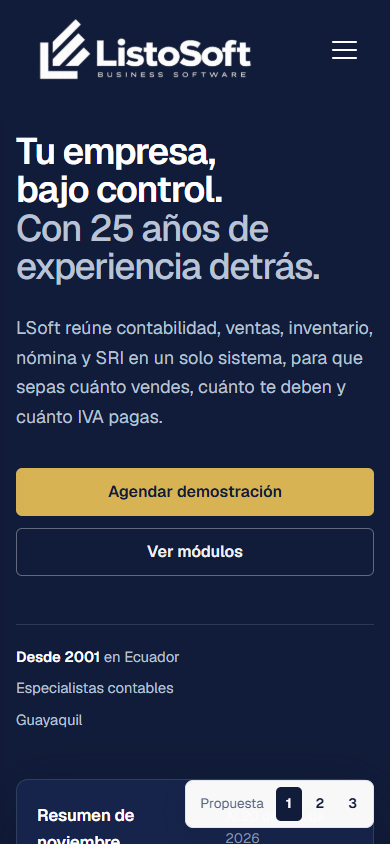 ListoSoft
BUSINESS SOFTWARE
Tu empresa,
bajo control.
Con 25 años de
experiencia detrás.
LSoft reúne contabilidad, ventas, inventario,
nómina y SRI en un solo sistema, para que
sepas cuánto vendes, cuánto te deben y
cuánto IVA pagas.
Agendar demostración
Ver módulos
Desde 2001 en Ecuador
Especialistas contables
Guayaquil
Propuesta 1 2 3
Resumen de
noviembre
2026